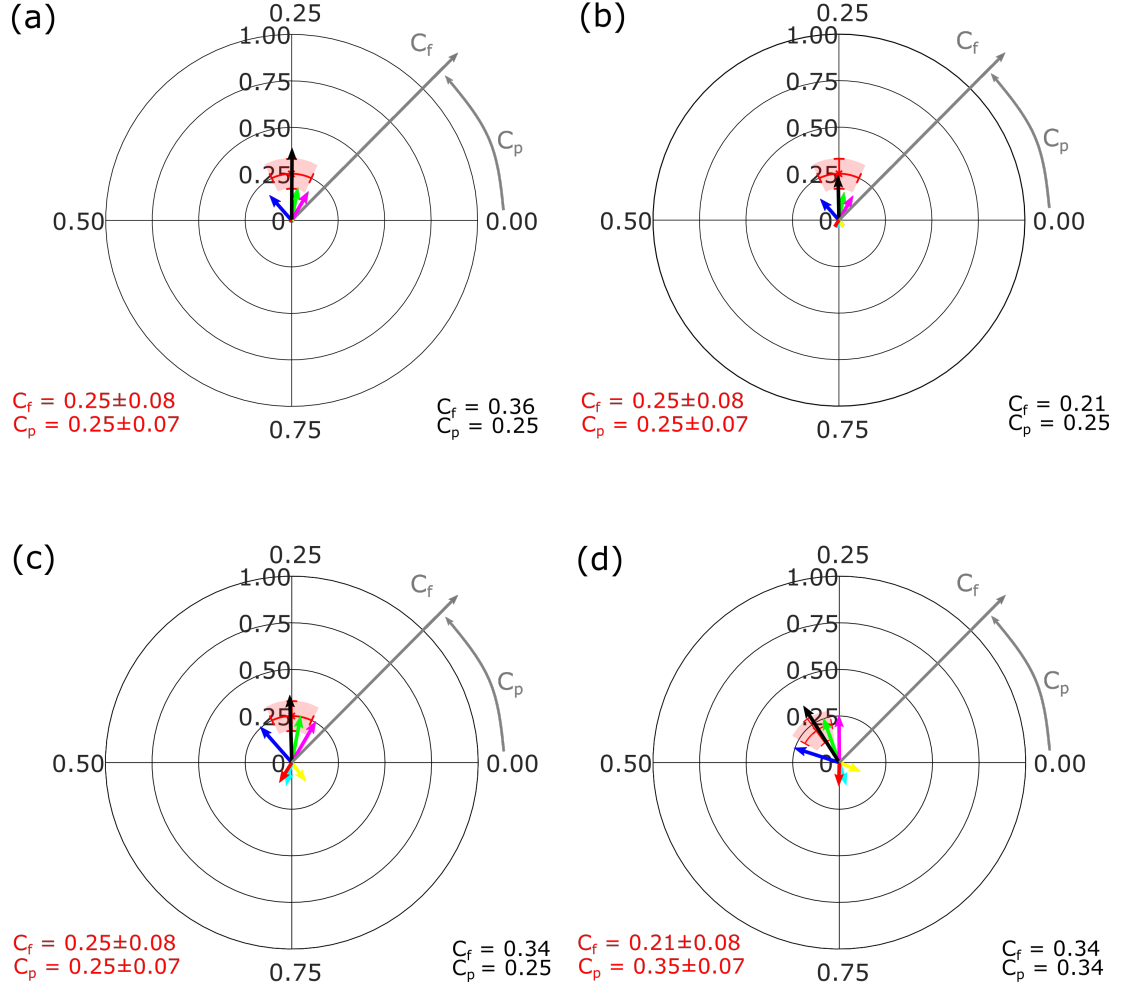 (a)
0.25
1.00
0.75
0.50
0.25
0
0.50
0.00
C_f
C_p
C_f = 0.25±0.08
C_p = 0.25±0.07
0.75
C_f = 0.36
C_p = 0.25
(b)
0.25
1.00
0.75
0.50
0.25
0
0.50
0.00
C_f
C_p
C_f = 0.25±0.08
C_p = 0.25±0.07
0.75
C_f = 0.21
C_p = 0.25
(c)
0.25
1.00
0.75
0.50
0.25
0
0.50
0.00
C_f
C_p
C_f = 0.25±0.08
C_p = 0.25±0.07
0.75
C_f = 0.34
C_p = 0.25
(d)
0.25
1.00
0.75
0.50
0.25
0
0.50
0.00
C_f
C_p
C_f = 0.21±0.08
C_p = 0.35±0.07
0.75
C_f = 0.34
C_p = 0.34